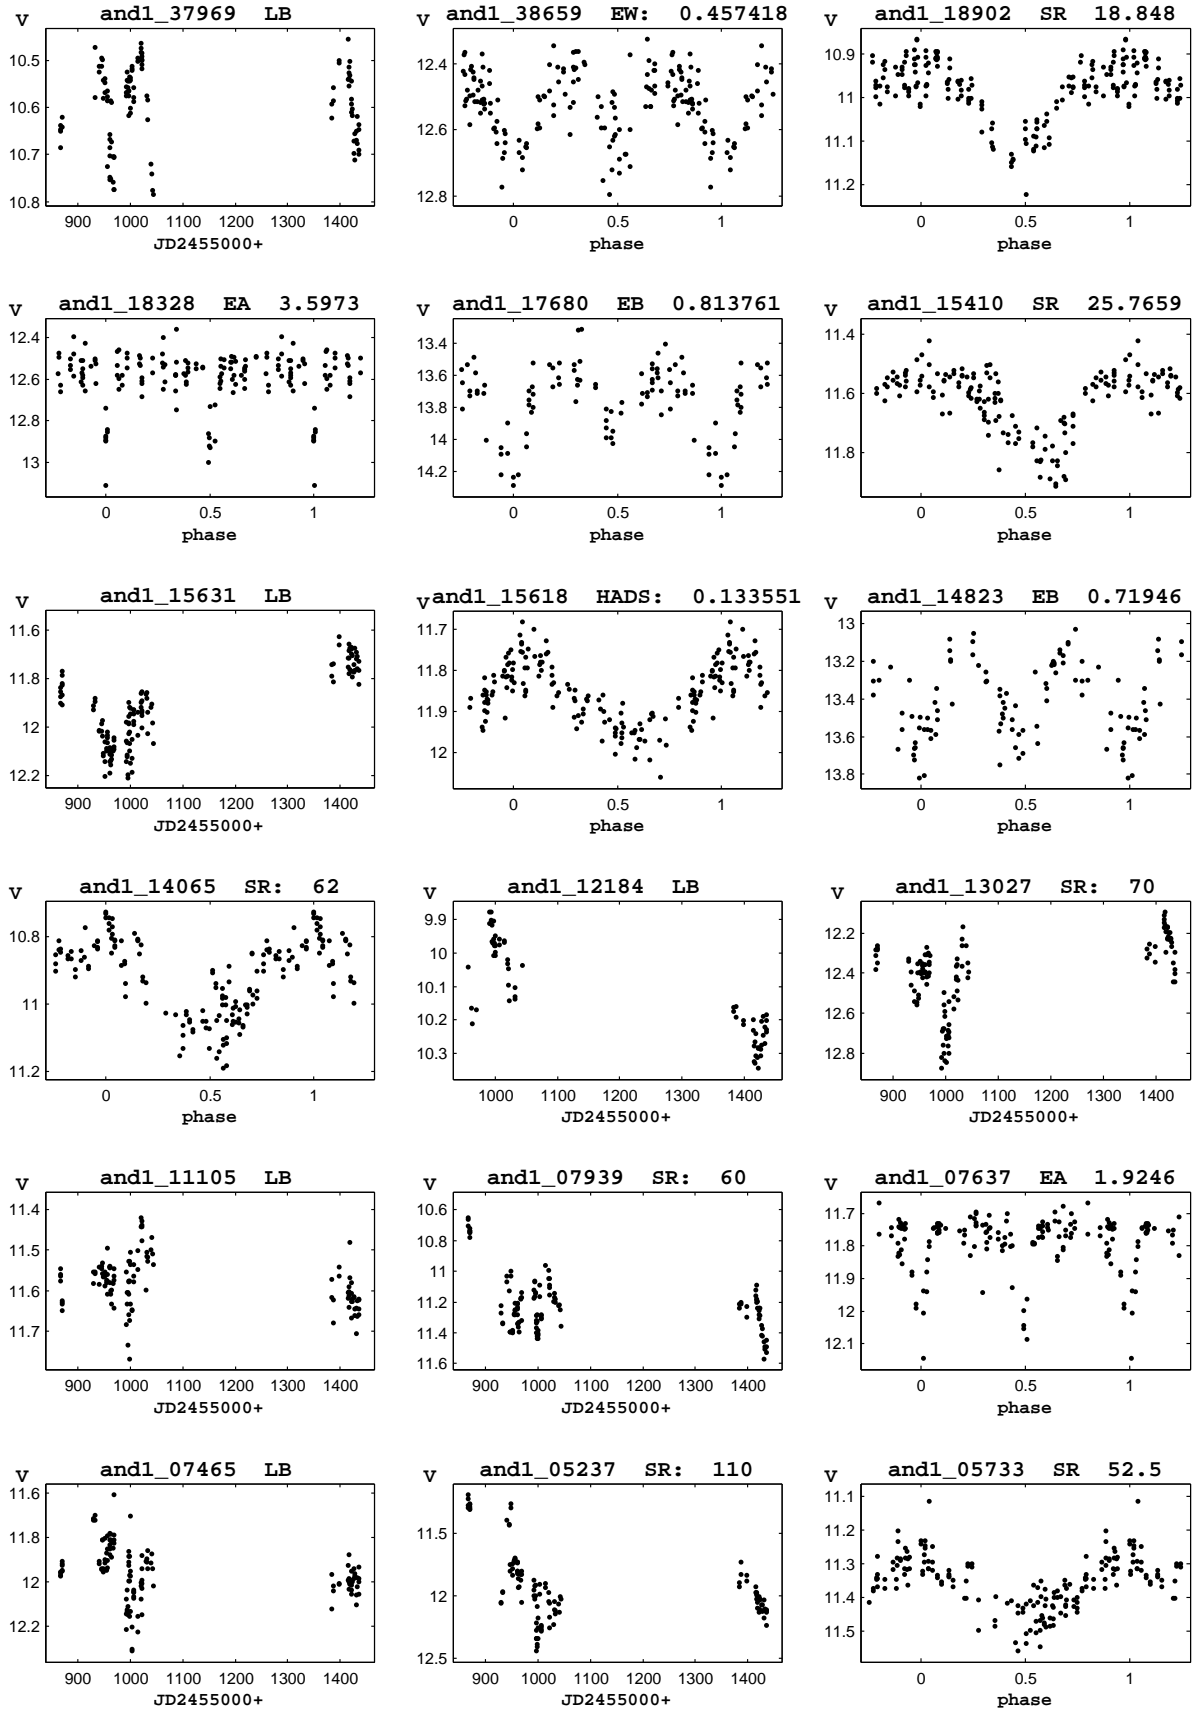 and1_37969 LB
and1_38659 EW: 0.457418
and1_18902 SR 18.848
V
V
V
10.5
10.6
10.7
10.8
12.4
12.6
12.8
10.9
11
11.1
11.2
900 1000 1100 1200 1300 1400
0 0.5 1
0 0.5 1
JD2455000+
phase
phase
and1_18328 EA 3.5973
and1_17680 EB 0.813761
and1_15410 SR 25.7659
V
V
V
12.4
12.6
12.8
13
13.4
13.6
13.8
14
14.2
11.4
11.6
11.8
0 0.5 1
0 0.5 1
0 0.5 1
phase
phase
phase
and1_15631 LB
and1_15618 HADS: 0.133551
and1_14823 EB 0.71946
V
V
V
11.6
11.8
12
12.2
11.7
11.8
11.9
12
13
13.2
13.4
13.6
13.8
900 1000 1100 1200 1300 1400
0 0.5 1
0 0.5 1
JD2455000+
phase
phase
and1_14065 SR: 62
and1_12184 LB
and1_13027 SR: 70
V
V
V
10.8
11
11.2
9.9
10
10.1
10.2
10.3
12.2
12.4
12.6
12.8
0 0.5 1
1000 1100 1200 1300 1400
900 1000 1100 1200 1300 1400
phase
JD2455000+
JD2455000+
and1_11105 LB
and1_07939 SR: 60
and1_07637 EA 1.9246
V
V
V
11.4
11.5
11.6
11.7
10.6
10.8
11
11.2
11.4
11.6
11.7
11.8
11.9
12
12.1
900 1000 1100 1200 1300 1400
900 1000 1100 1200 1300 1400
0 0.5 1
JD2455000+
JD2455000+
phase
and1_07465 LB
and1_05237 SR: 110
and1_05733 SR 52.5
V
V
V
11.6
11.8
12
12.2
11.5
12
12.5
11.1
11.2
11.3
11.4
11.5
900 1000 1100 1200 1300 1400
900 1000 1100 1200 1300 1400
0 0.5 1
JD2455000+
JD2455000+
phase